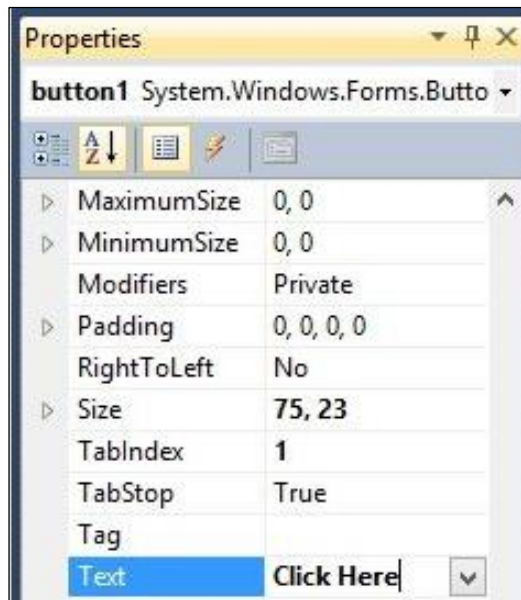 Properties
button1 System.Windows.Forms.Butto
A
Z
MaximumSize 0, 0
MinimumSize 0, 0
Modifiers Private
Padding 0, 0, 0, 0
RightToLeft No
Size 75, 23
TabIndex 1
TabStop True
Tag
Text Click Here